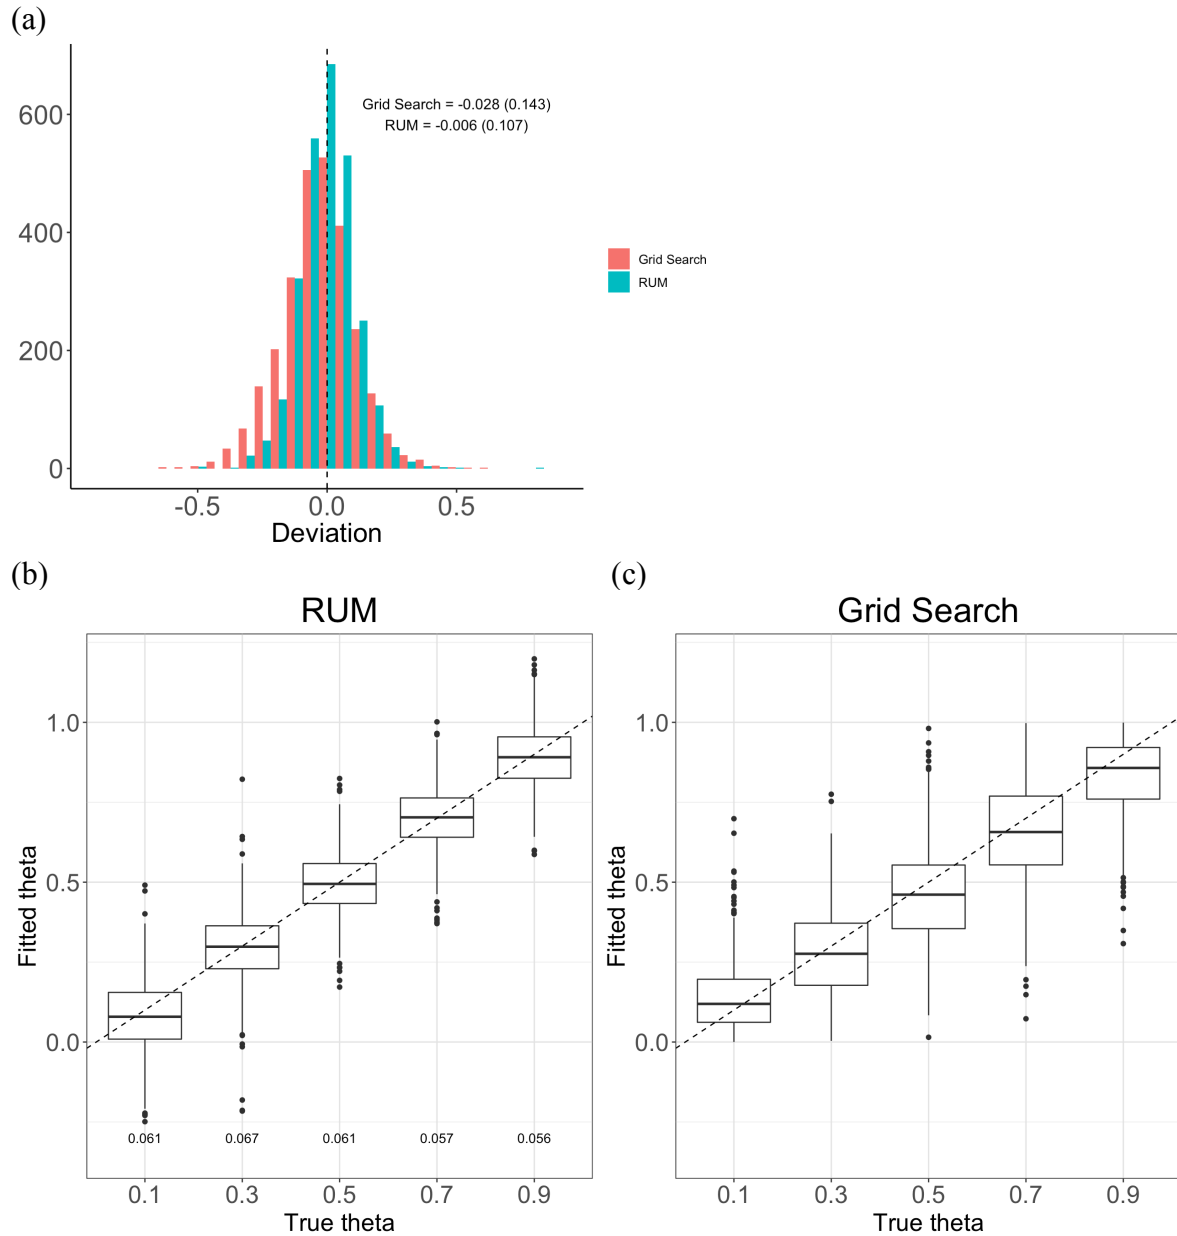 (a)
600
400
200
0
Grid Search = -0.028 (0.143)
RUM = -0.006 (0.107)
Grid Search
RUM
-0.5 0.0 0.5
Deviation
(b)
RUM
Fitted theta
1.0
0.5
0.0
0.061 0.067 0.061 0.057 0.056
0.1 0.3 0.5 0.7 0.9
True theta
(c)
Grid Search
Fitted theta
1.0
0.5
0.0
0.1 0.3 0.5 0.7 0.9
True theta